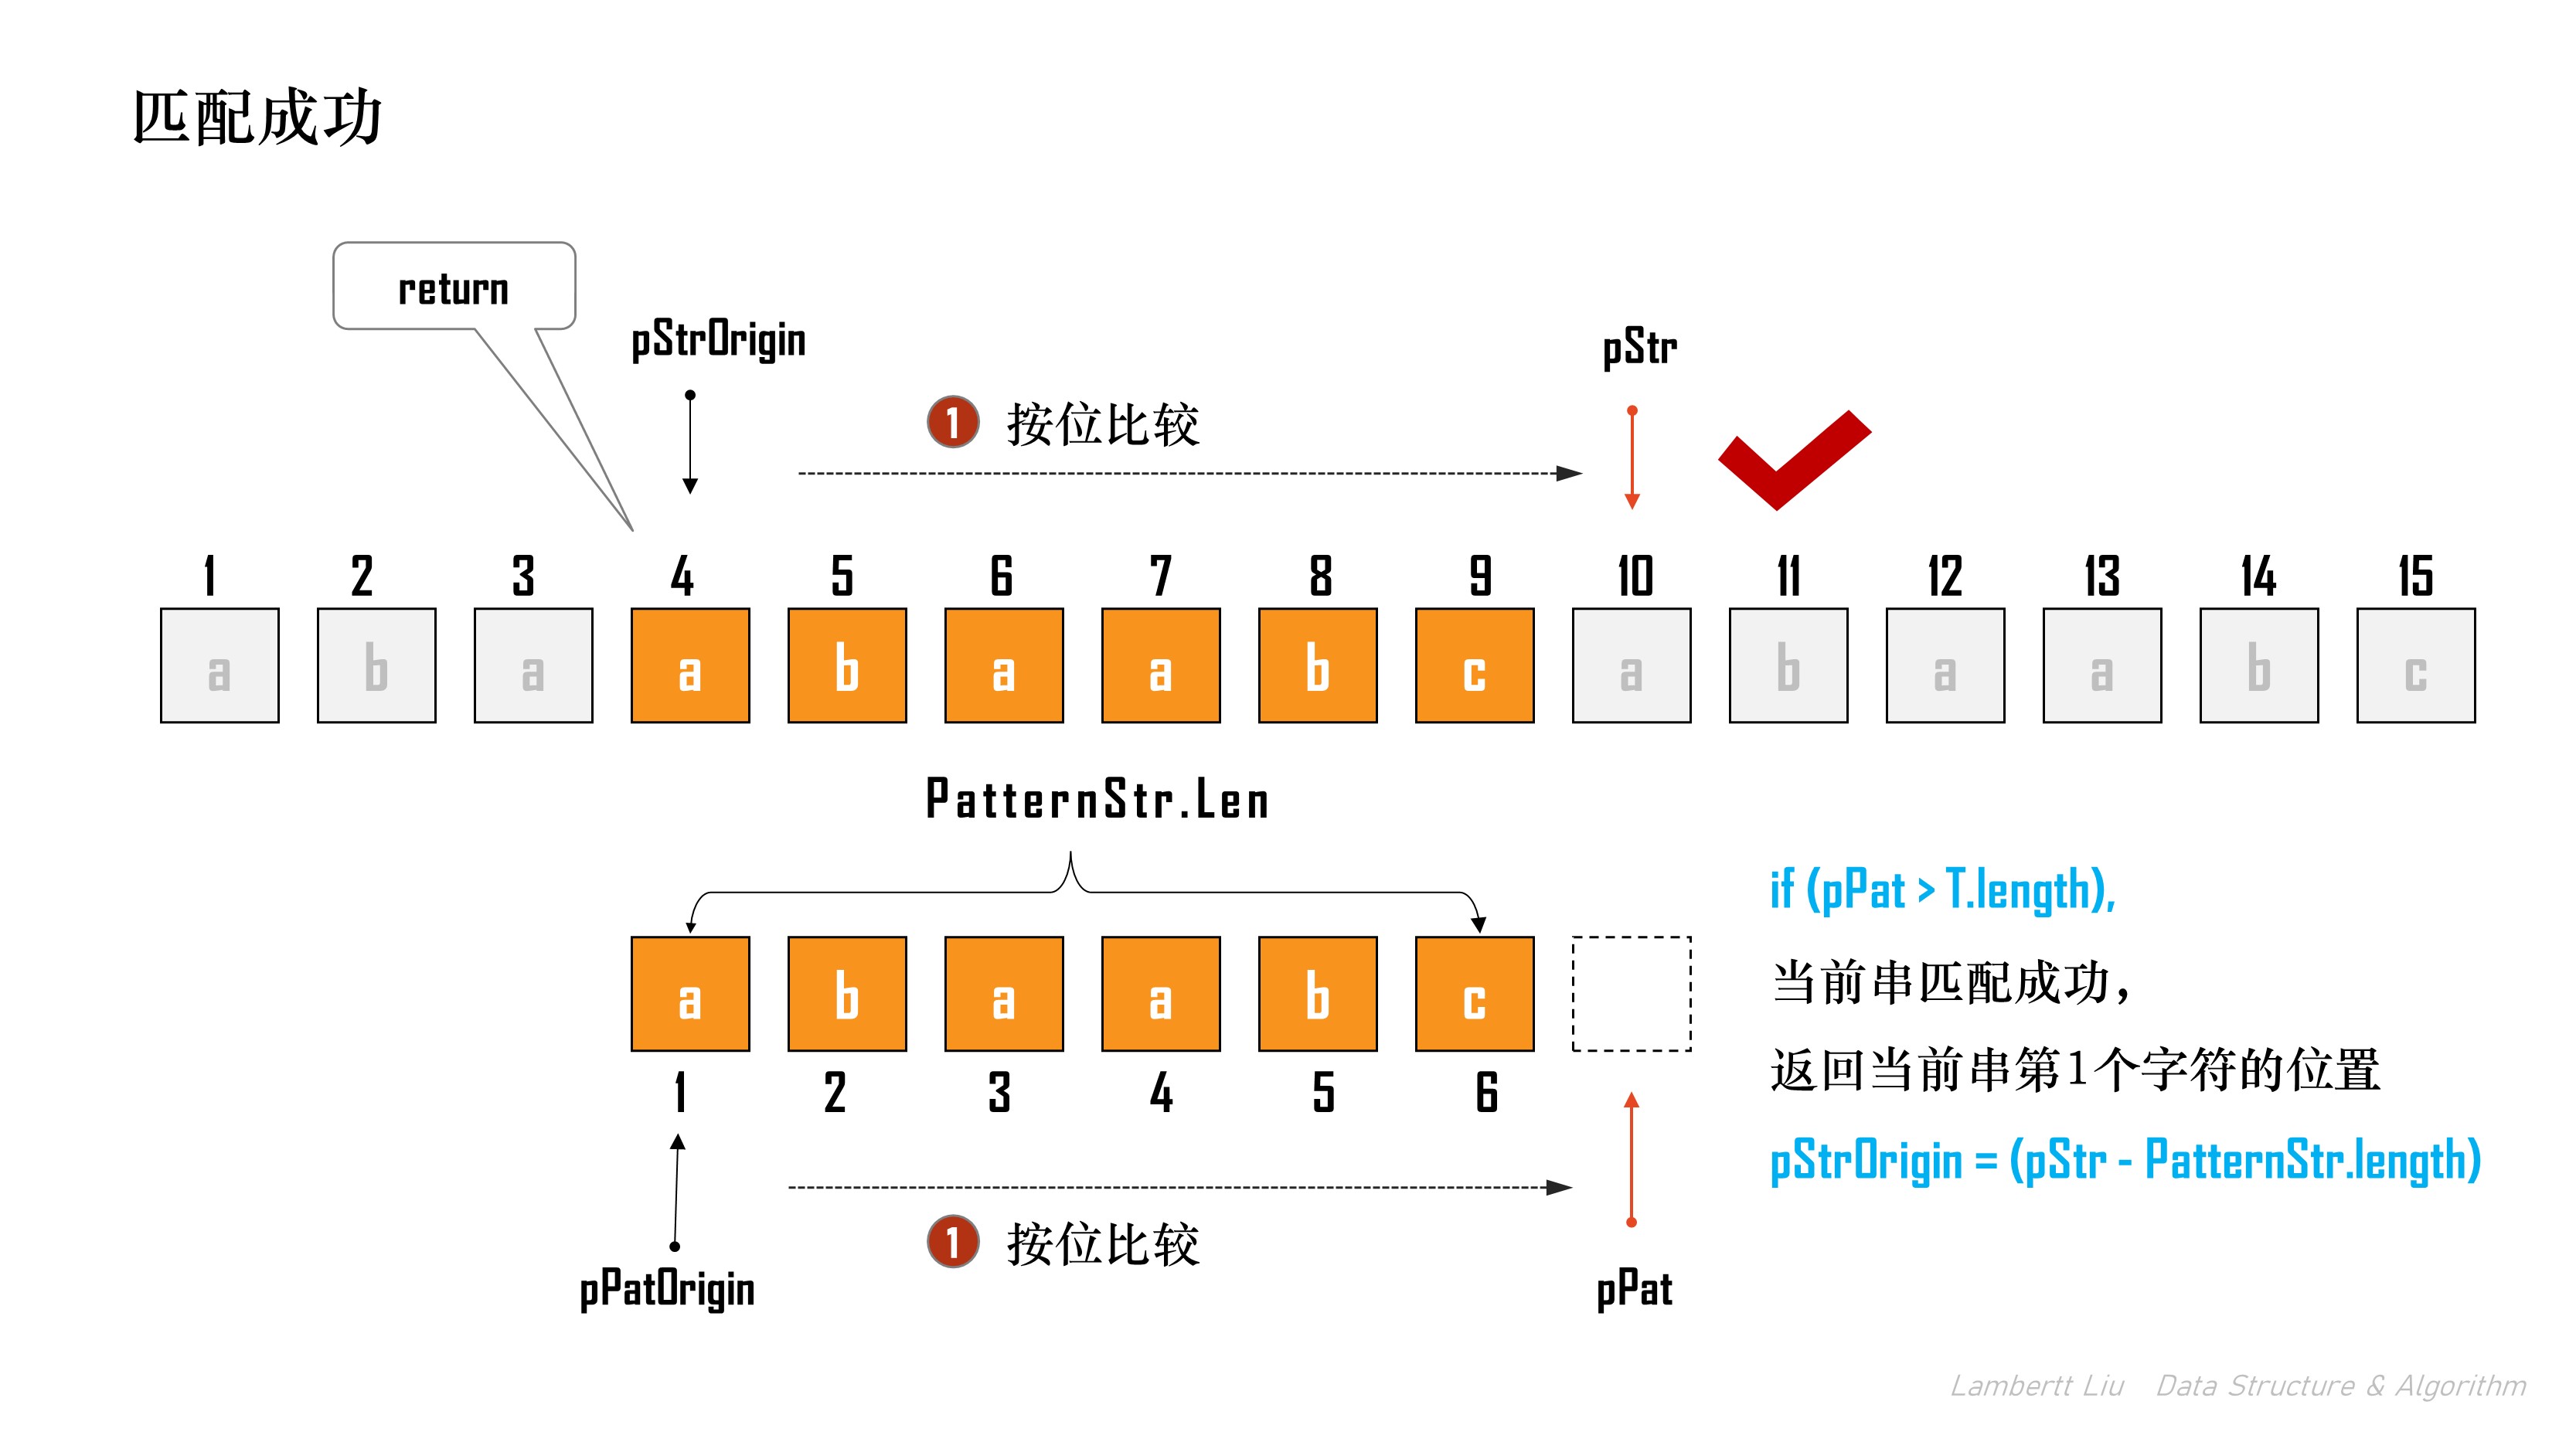 匹配成功
return
pStrOrigin
pStr
1 按位比较
1 2 3 4 5 6 7 8 9 10 11 12 13 14 15
a b a a b a a b c a b a a b c
PatternStr.Len
if (pPat > T.length),
当前串匹配成功，
返回当前串第1个字符的位置
pStrOrigin = (pStr - PatternStr.length)
a b a a b c
1 2 3 4 5 6
1 按位比较
pPatOrigin
pPat
Lambertt Liu Data Structure & Algorithm